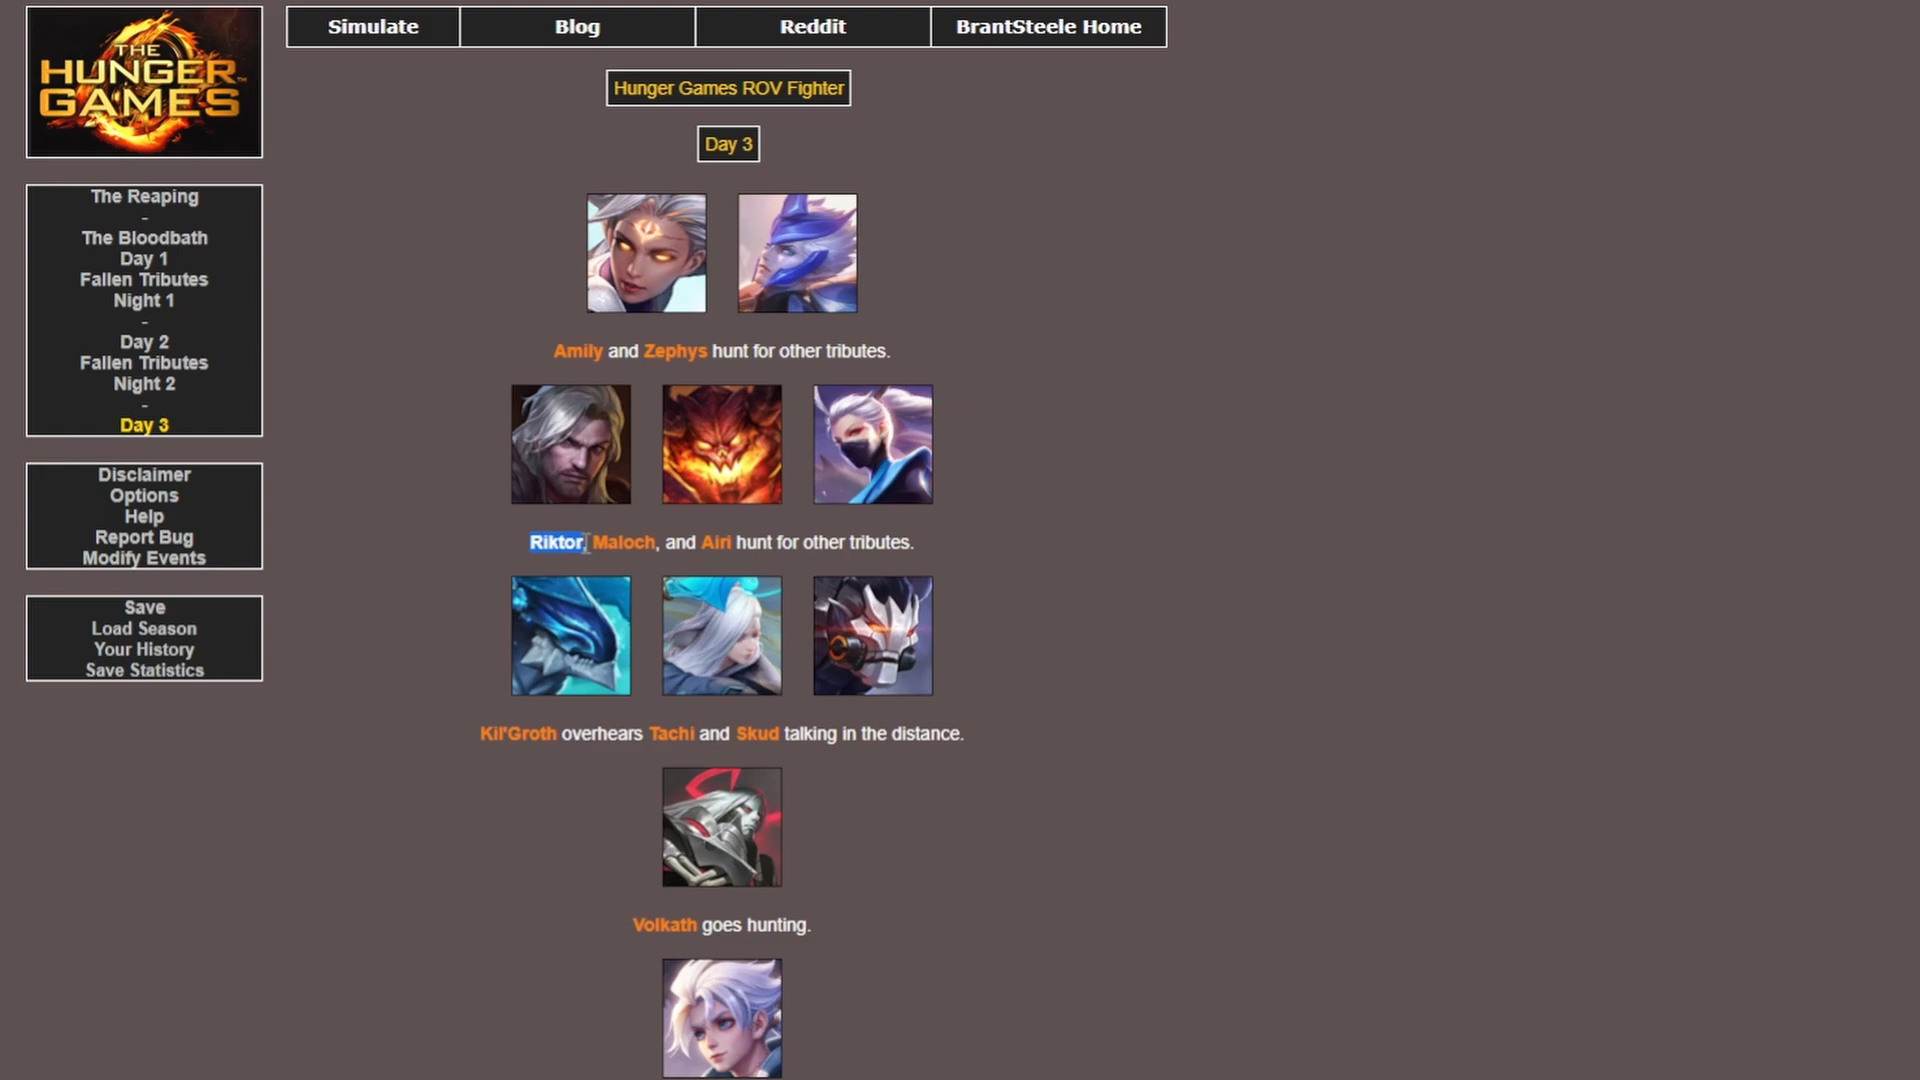 THE
HUNGER
GAMES
Simulate
Blog
Reddit
BrantSteele Home
Hunger Games ROV Fighter
Day 3
The Reaping
-
The Bloodbath
Day 1
Fallen Tributes
Night 1
-
Day 2
Fallen Tributes
Night 2
-
Day 3
Disclaimer
Options
Help
Report Bug
Modify Events
Save
Load Season
Your History
Save Statistics
Amily and Zephys hunt for other tributes.
Riktor, Maloch, and Airi hunt for other tributes.
Kil'Groth overhears Tachi and Skud talking in the distance.
Volkath goes hunting.